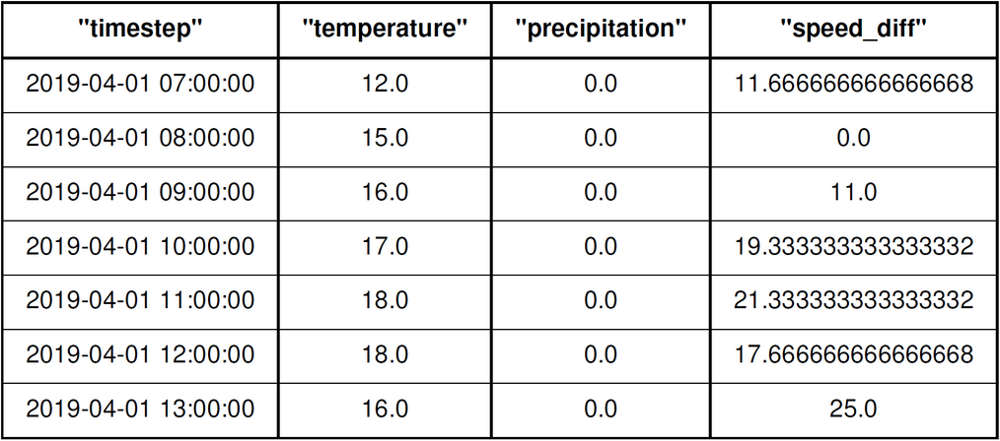 "timestep" "temperature" "precipitation" "speed_diff"
2019-04-01 07:00:00 12.0 0.0 11.666666666666668
2019-04-01 08:00:00 15.0 0.0 0.0
2019-04-01 09:00:00 16.0 0.0 11.0
2019-04-01 10:00:00 17.0 0.0 19.333333333333332
2019-04-01 11:00:00 18.0 0.0 21.333333333333332
2019-04-01 12:00:00 18.0 0.0 17.666666666666668
2019-04-01 13:00:00 16.0 0.0 25.0